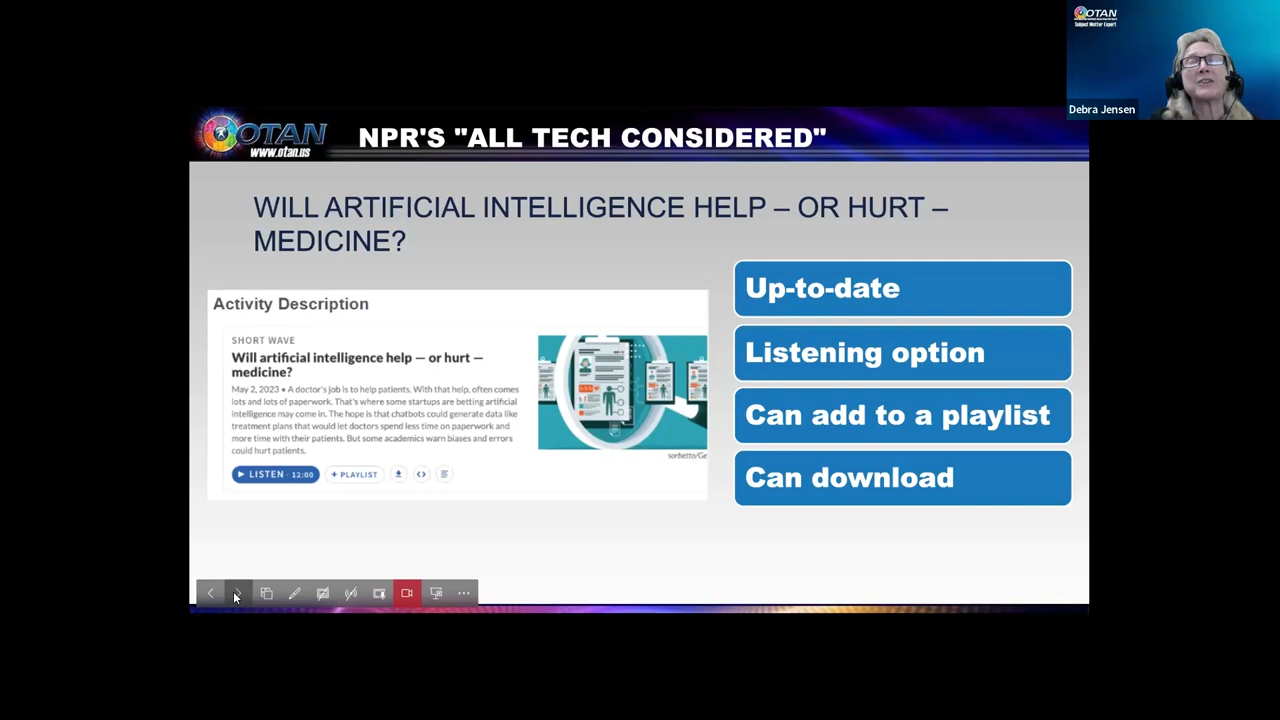 OTAN
Subject Matter Expert
Debra Jensen
OTAN
www.otan.us
NPR'S "ALL TECH CONSIDERED"
WILL ARTIFICIAL INTELLIGENCE HELP – OR HURT –
MEDICINE?
Activity Description
SHORT WAVE
Will artificial intelligence help — or hurt —
medicine?
May 2, 2023 • A doctor's job is to help patients. With that help, often comes
lots and lots of paperwork. That's where some startups are betting artificial
intelligence may come in. The hope is that chatbots could generate data like
treatment plans that would let doctors spend less time on paperwork and
more time with their patients. But some academics warn biases and errors
could hurt patients.
LISTEN · 12:00
+ PLAYLIST
sorbetto/Ge
Up-to-date
Listening option
Can add to a playlist
Can download